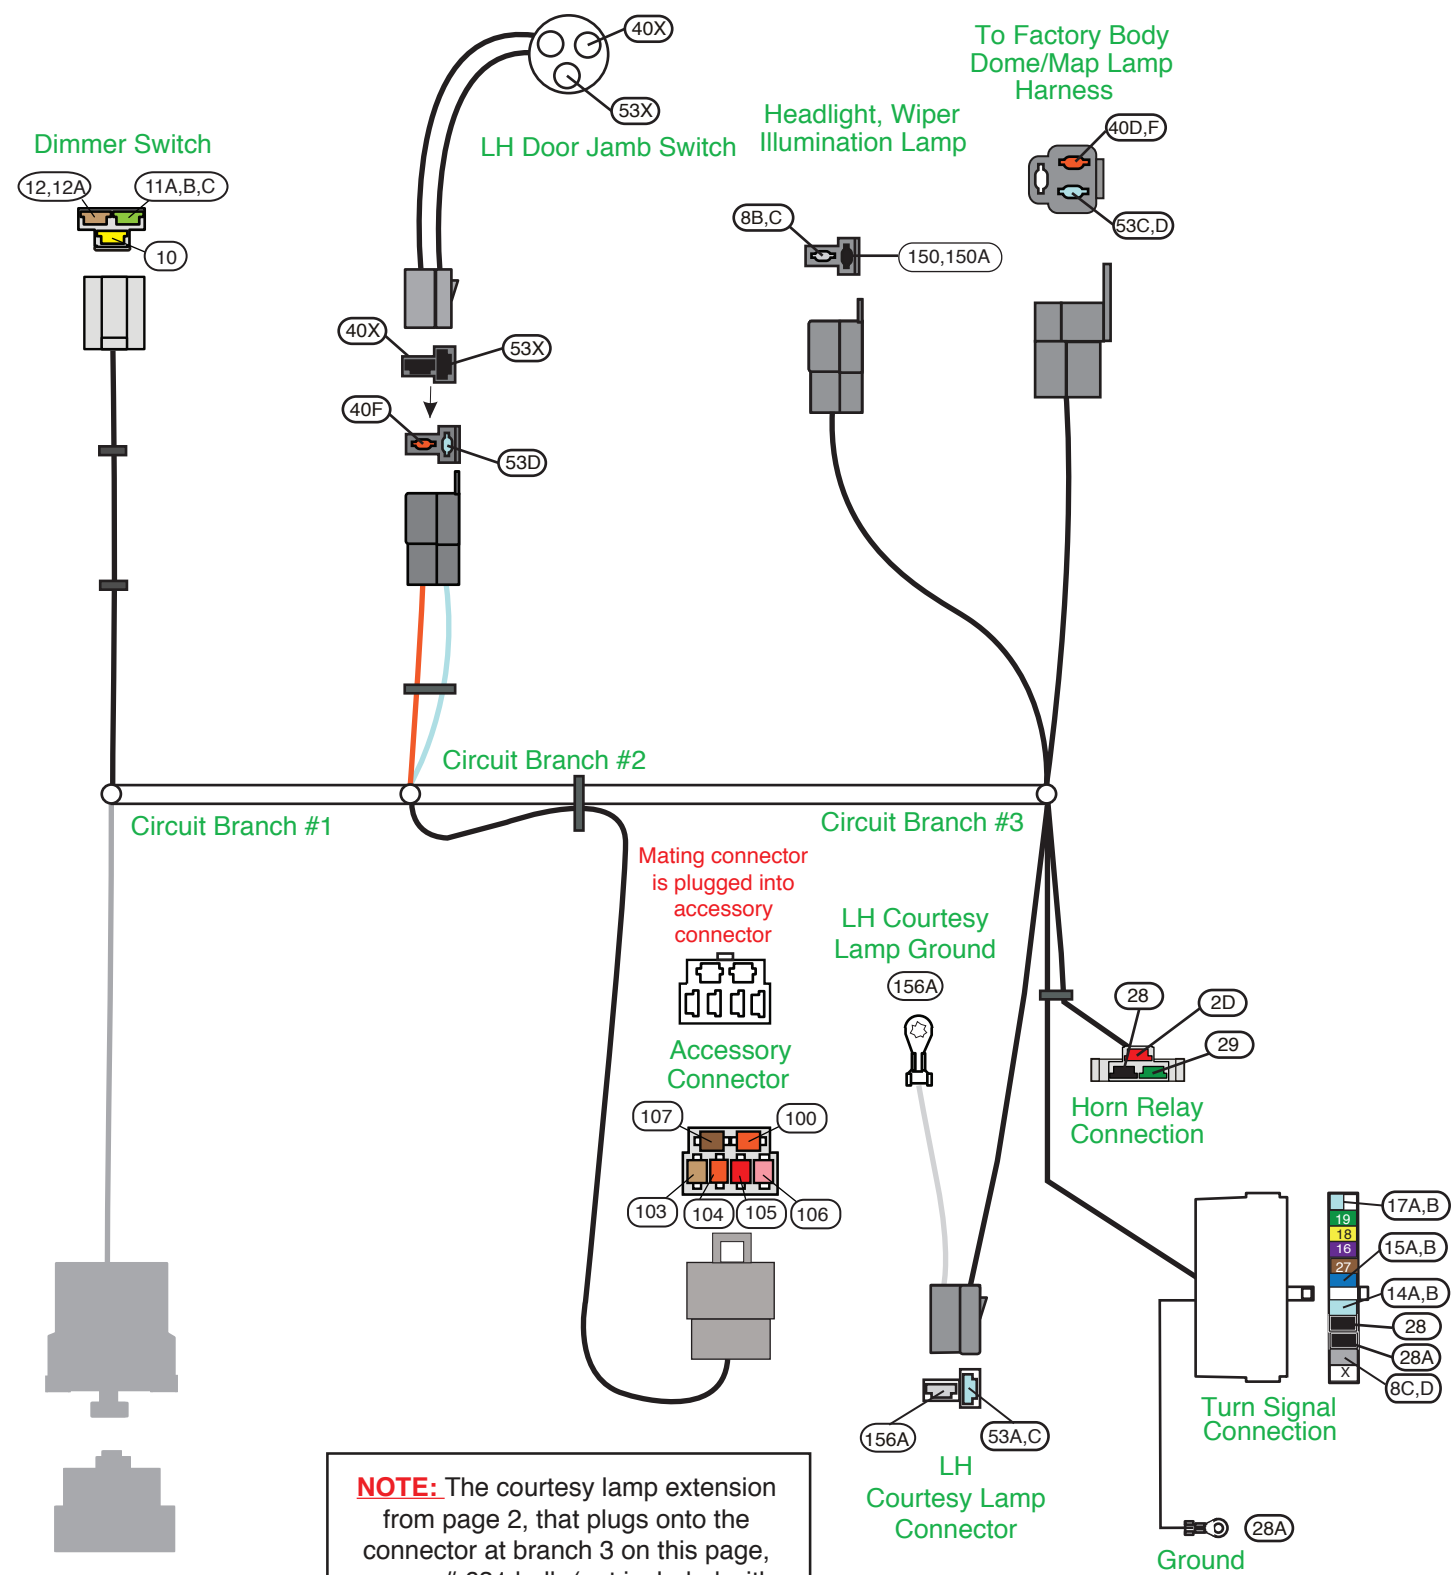 40X
53X
LH Door Jamb Switch
To Factory Body
Dome/Map Lamp
Harness
40D,F
53C,D
Headlight, Wiper
Illumination Lamp
8B,C
150,150A
Dimmer Switch
12,12A
11A,B,C
10
40X
53X
40F
53D
Circuit Branch #2
Circuit Branch #1
Circuit Branch #3
Mating connector
is plugged into
accessory
connector
Accessory
Connector
107
100
103
104
105
106
LH Courtesy
Lamp Ground
156A
28
2D
29
Horn Relay
Connection
17A,B
19
18
16
27
15A,B
14A,B
28
28A
X
8C,D
Turn Signal
Connection
156A
53A,C
LH
Courtesy Lamp
Connector
28A
Ground
NOTE: The courtesy lamp extension
from page 2, that plugs onto the
connector at branch 3 on this page,